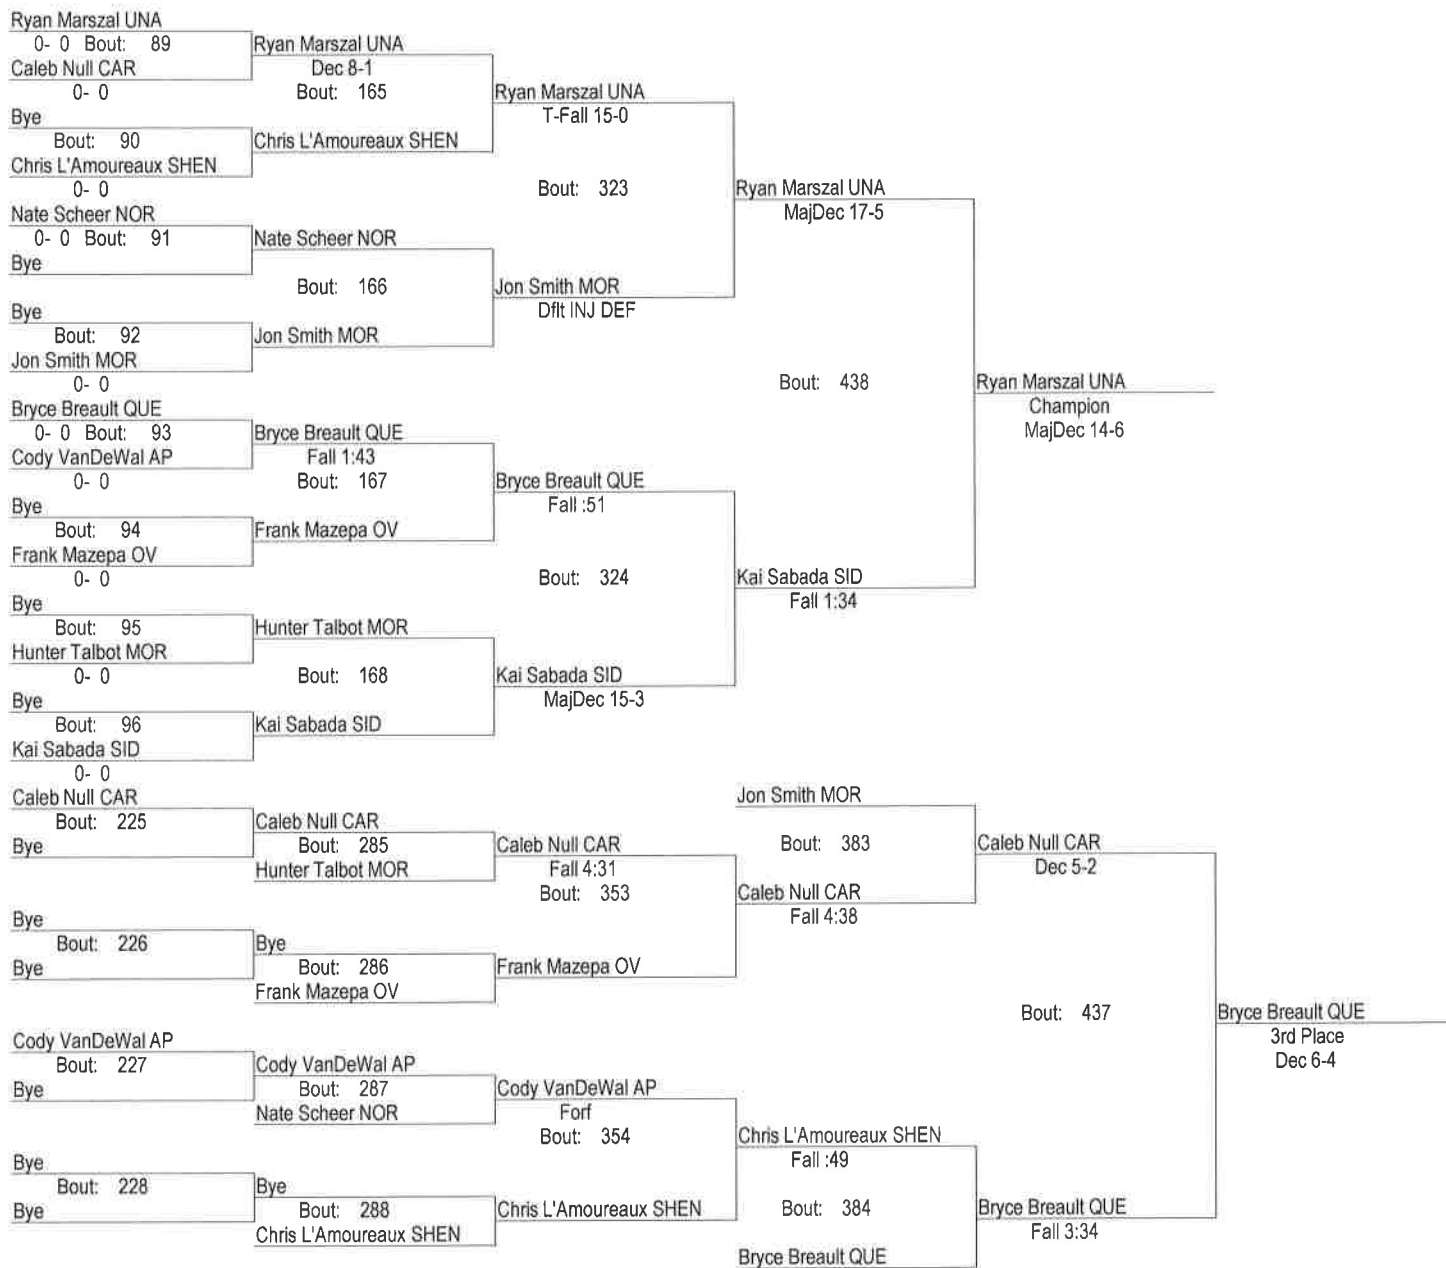 Ryan Marszal UNA
0- 0 Bout: 89
Caleb Null CAR
0- 0
Bye
Bout: 90
Chris L'Amoureaux SHEN
0- 0
Nate Scheer NOR
0- 0 Bout: 91
Bye
Bye
Bout: 92
Jon Smith MOR
0- 0
Bryce Breault QUE
0- 0 Bout: 93
Cody VanDeWal AP
0- 0
Bye
Bout: 94
Frank Mazepa OV
0- 0
Bye
Bout: 95
Hunter Talbot MOR
0- 0
Bye
Bout: 96
Kai Sabada SID
0- 0
Ryan Marszal UNA
Dec 8-1
Bout: 165
Chris L'Amoureaux SHEN
Nate Scheer NOR
Bout: 166
Jon Smith MOR
Bryce Breault QUE
Fall 1:43
Bout: 167
Frank Mazepa OV
Hunter Talbot MOR
Bout: 168
Kai Sabada SID
Ryan Marszal UNA
T-Fall 15-0
Bout: 323
Jon Smith MOR
Dflt INJ DEF
Bryce Breault QUE
Fall :51
Bout: 324
Kai Sabada SID
MajDec 15-3
Ryan Marszal UNA
MajDec 17-5
Bout: 438
Kai Sabada SID
Fall 1:34
Ryan Marszal UNA
Champion
MajDec 14-6
Caleb Null CAR
Bout: 225
Bye
Bye
Bout: 226
Bye
Cody VanDeWal AP
Bout: 227
Bye
Bye
Bout: 228
Bye
Caleb Null CAR
Bout: 285
Hunter Talbot MOR
Bye
Bout: 286
Frank Mazepa OV
Cody VanDeWal AP
Bout: 287
Nate Scheer NOR
Bye
Bout: 288
Chris L'Amoureaux SHEN
Caleb Null CAR
Fall 4:31
Bout: 353
Frank Mazepa OV
Cody VanDeWal AP
Forf
Bout: 354
Chris L'Amoureaux SHEN
Jon Smith MOR
Bout: 383
Caleb Null CAR
Fall 4:38
Chris L'Amoureaux SHEN
Fall :49
Bout: 384
Bryce Breault QUE
Caleb Null CAR
Dec 5-2
Bout: 437
Bryce Breault QUE
Fall 3:34
Bryce Breault QUE
3rd Place
Dec 6-4